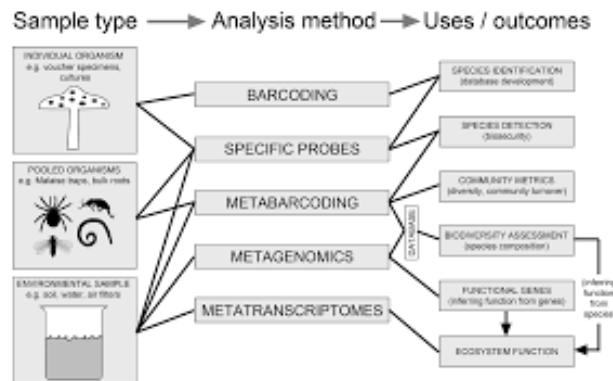 Sample type
Analysis method
Uses / outcomes
INDIVIDUAL ORGANISM
e.g. voucher specimens,
cultures
POOLED ORGANISMS
e.g. Malaise traps, bulk roots
ENVIRONMENTAL SAMPLE
e.g. soil, water, air filters
BARCODING
SPECIFIC PROBES
METABARCODING
METAGENOMICS
METATRANSCRIPTOMES
DATABASE
SPECIES IDENTIFICATION
(database development)
SPECIES DETECTION
(biosecurity)
COMMUNITY METRICS
(diversity, community turnover)
BIODIVERSITY ASSESSMENT
(species composition)
FUNCTIONAL GENES
(inferring function from genes)
ECOSYSTEM FUNCTION
(inferring
function
from
species)